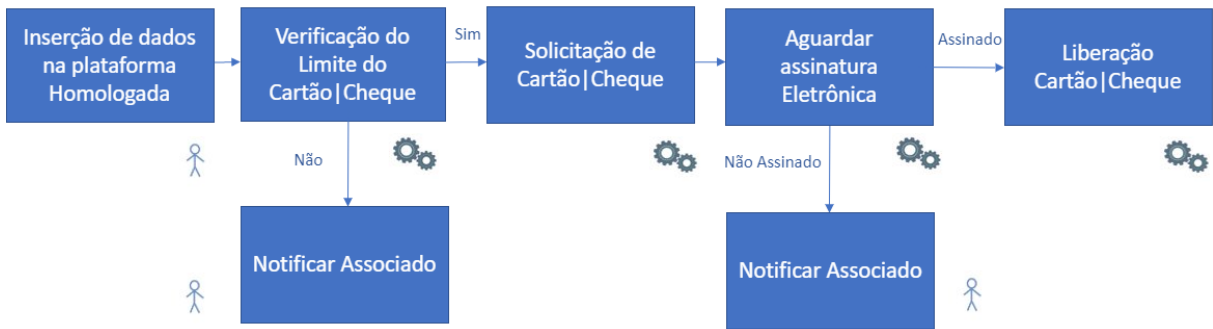 Inserção de dados
na plataforma
Homologada
Verificação do
Limite do
Cartão|Cheque
Sim
Solicitação de
Cartão|Cheque
Aguardar
assinatura
Eletrônica
Assinado
Liberação
Cartão|Cheque
Não
Não Assinado
Notificar Associado
Notificar Associado